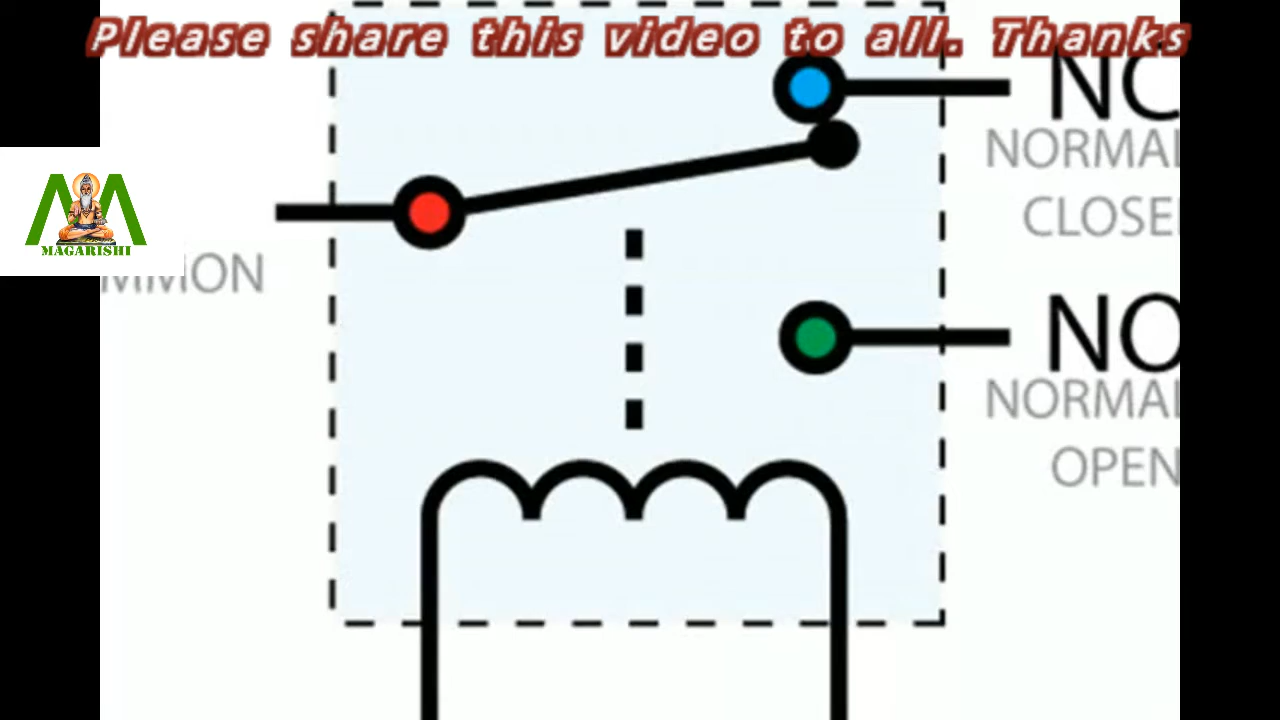 Please share this video to all. Thanks
NC
NORMAL
CLOSE
MAGARISHI
MMON
NO
NORMAL
OPEN